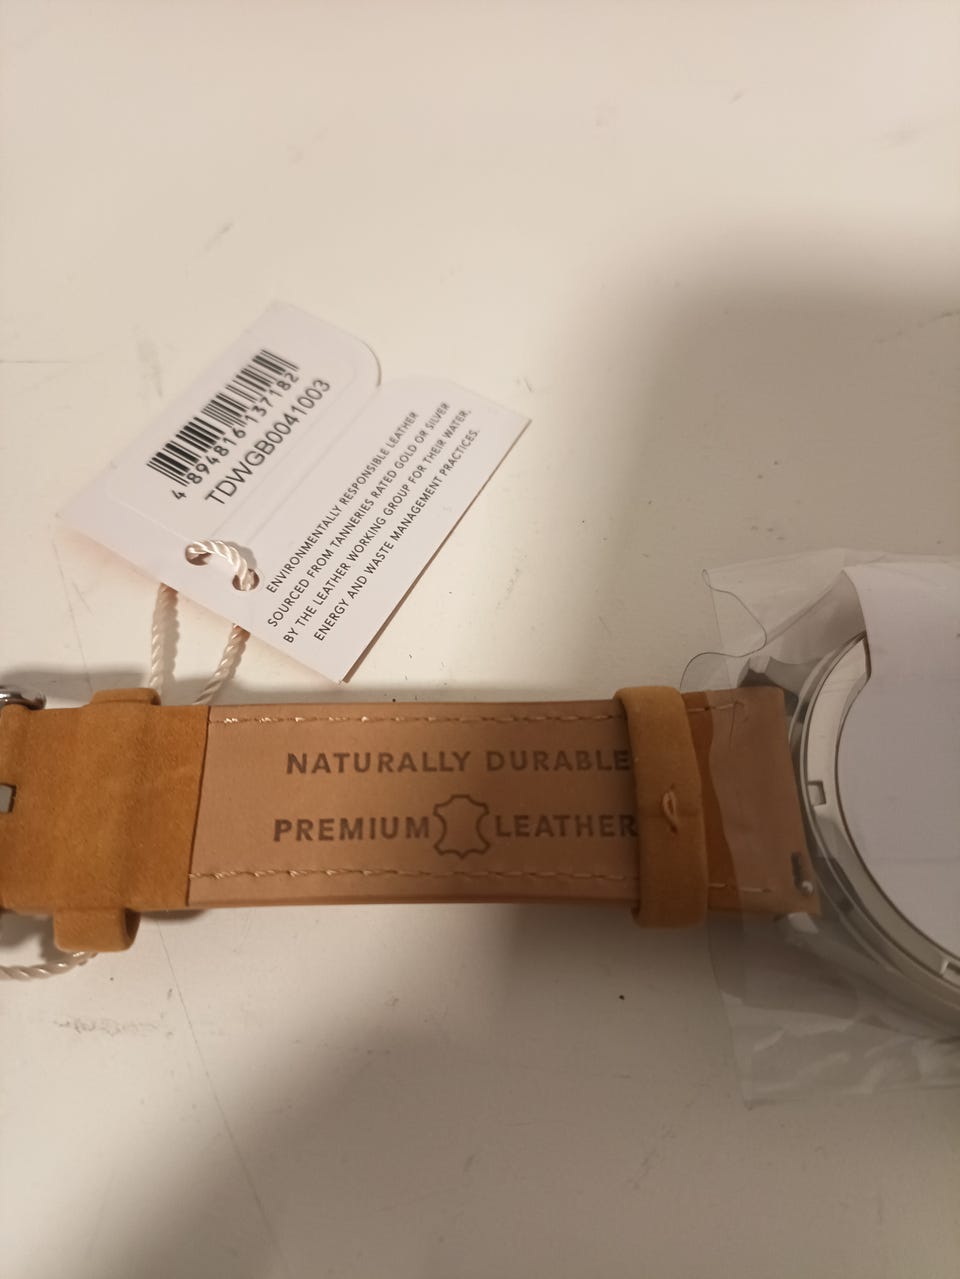 4 894816 137182
TDWGB0041003
ENVIRONMENTALLY RESPONSIBLE LEATHER
SOURCED FROM TANNERIES RATED GOLD OR SILVER
BY THE LEATHER WORKING GROUP FOR THEIR WATER,
ENERGY AND WASTE MANAGEMENT PRACTICES.
NATURALLY DURABLE
PREMIUM LEATHER